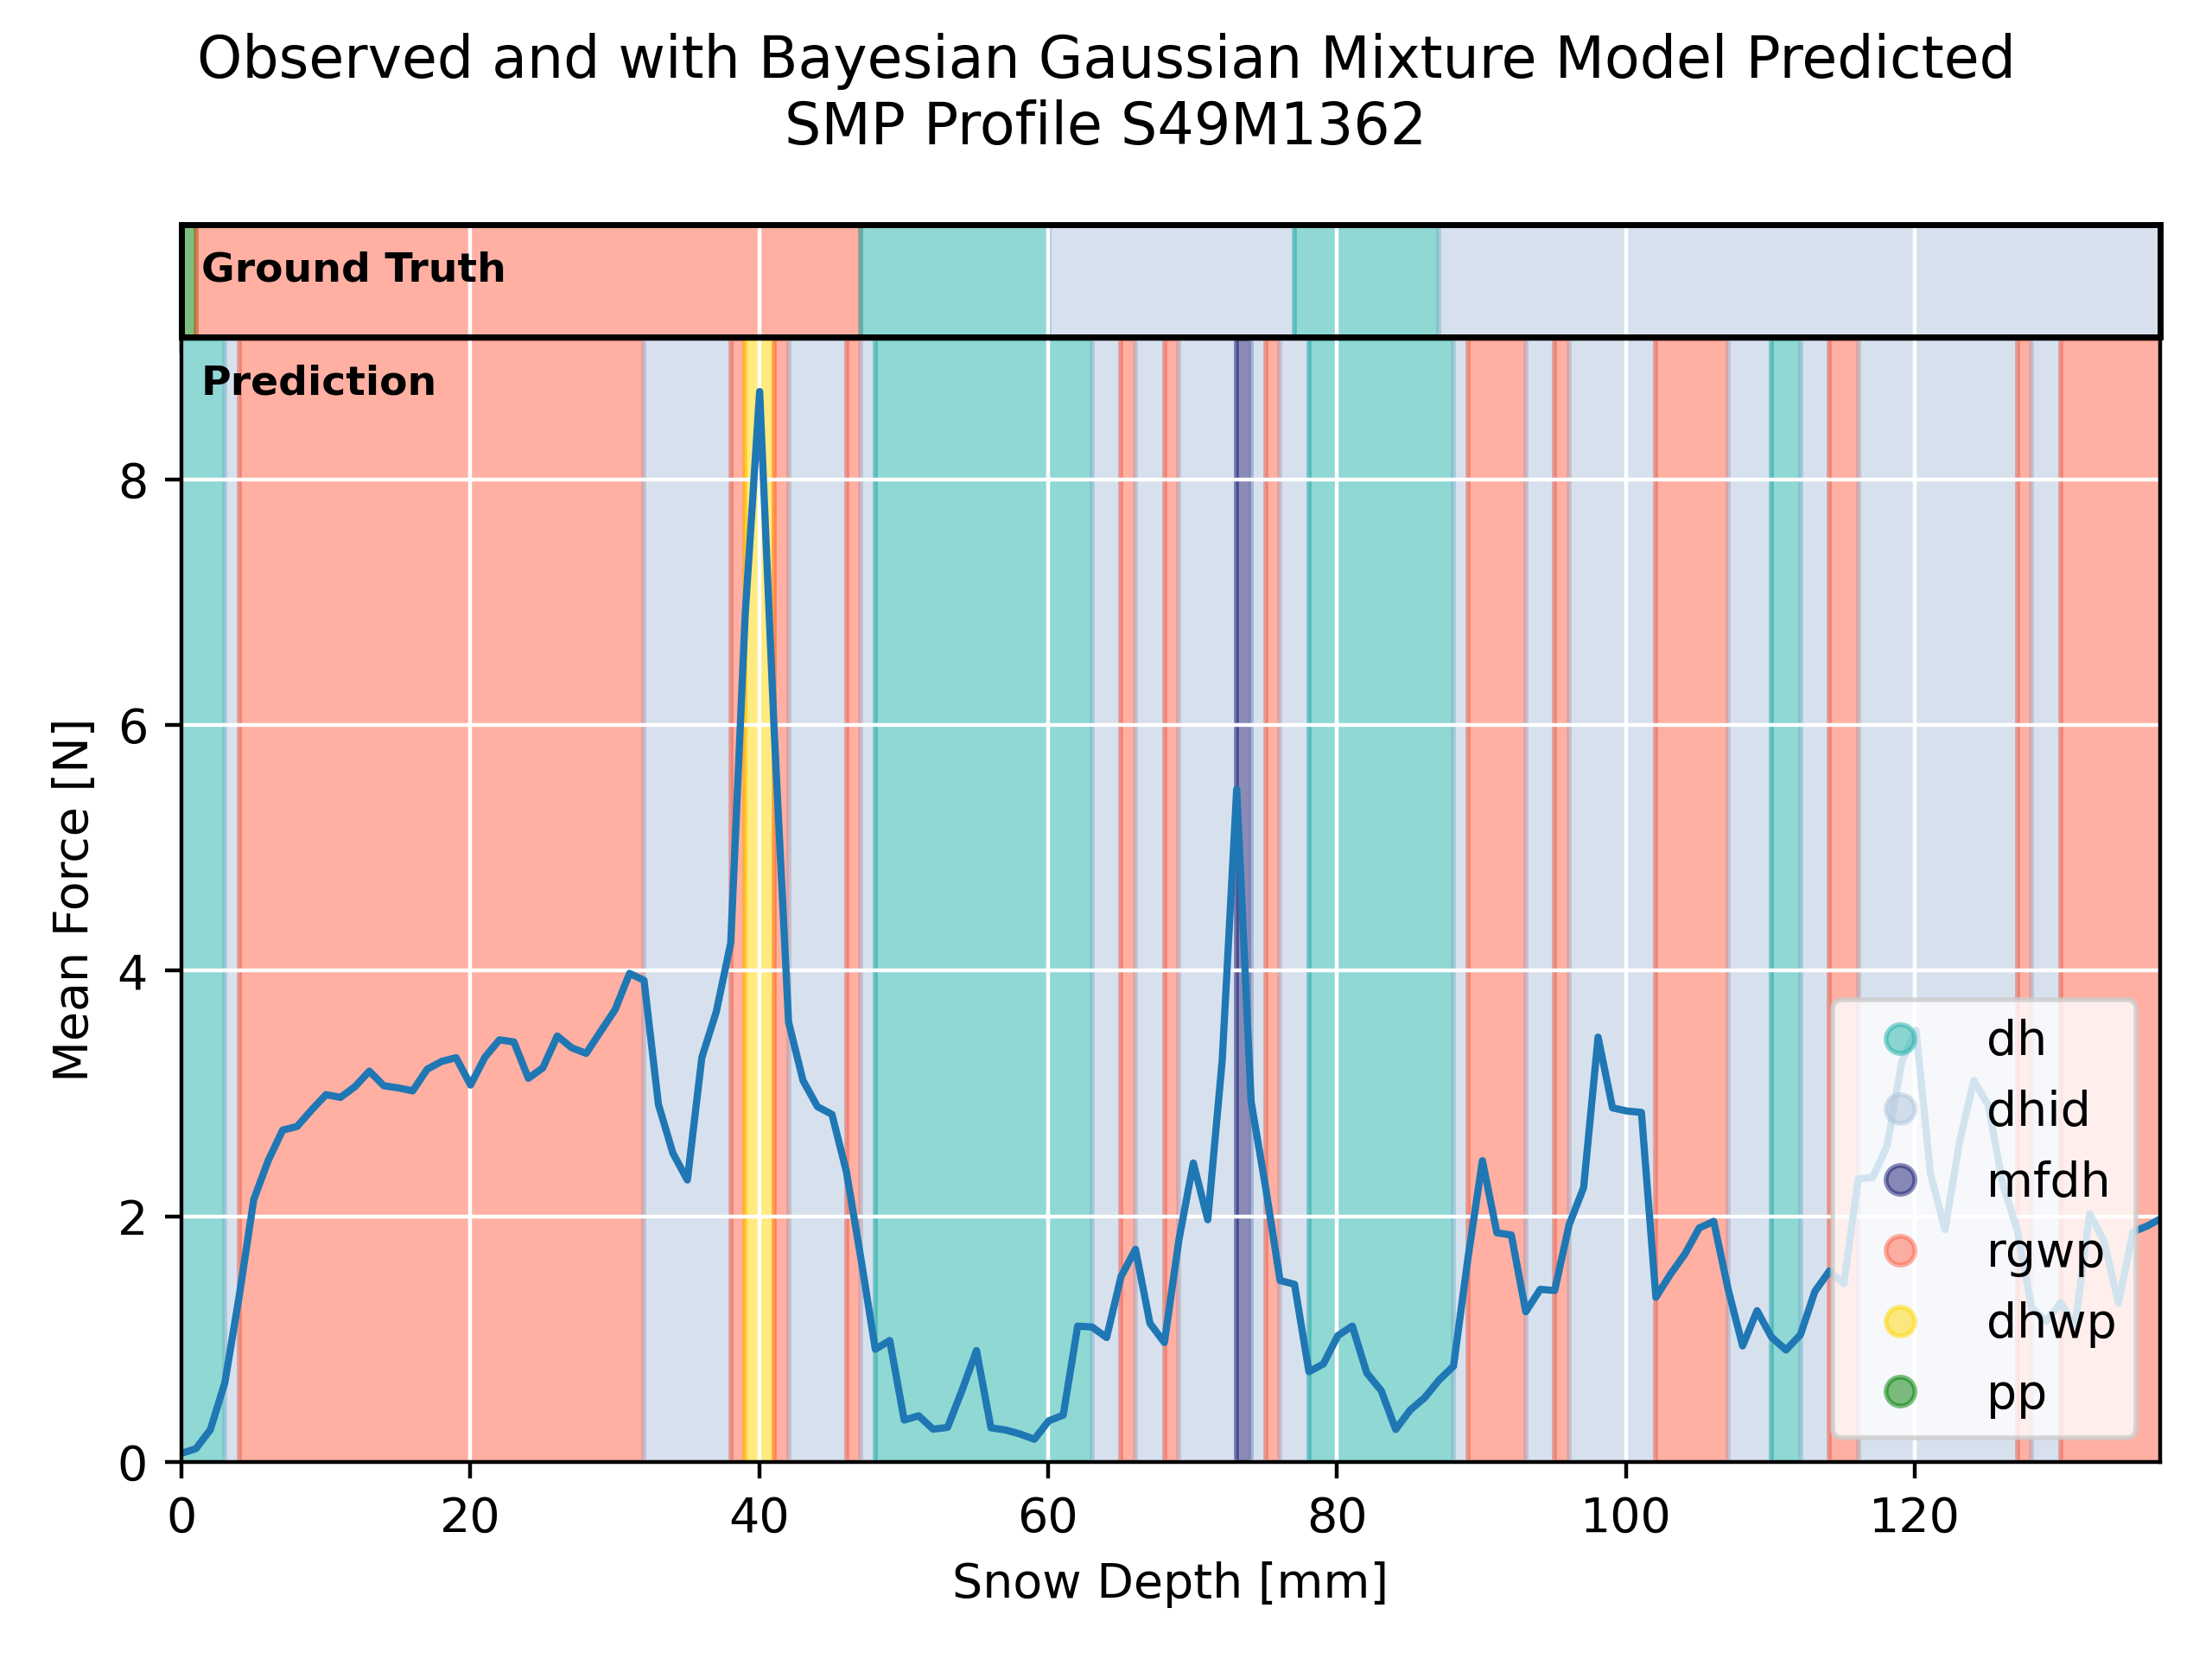 Observed and with Bayesian Gaussian Mixture Model Predicted
SMP Profile S49M1362
Ground Truth
Prediction
8
6
4
2
0
Mean Force [N]
dh
dhid
mfdh
rgwp
dhwp
pp
0 20 40 60 80 100 120
Snow Depth [mm]